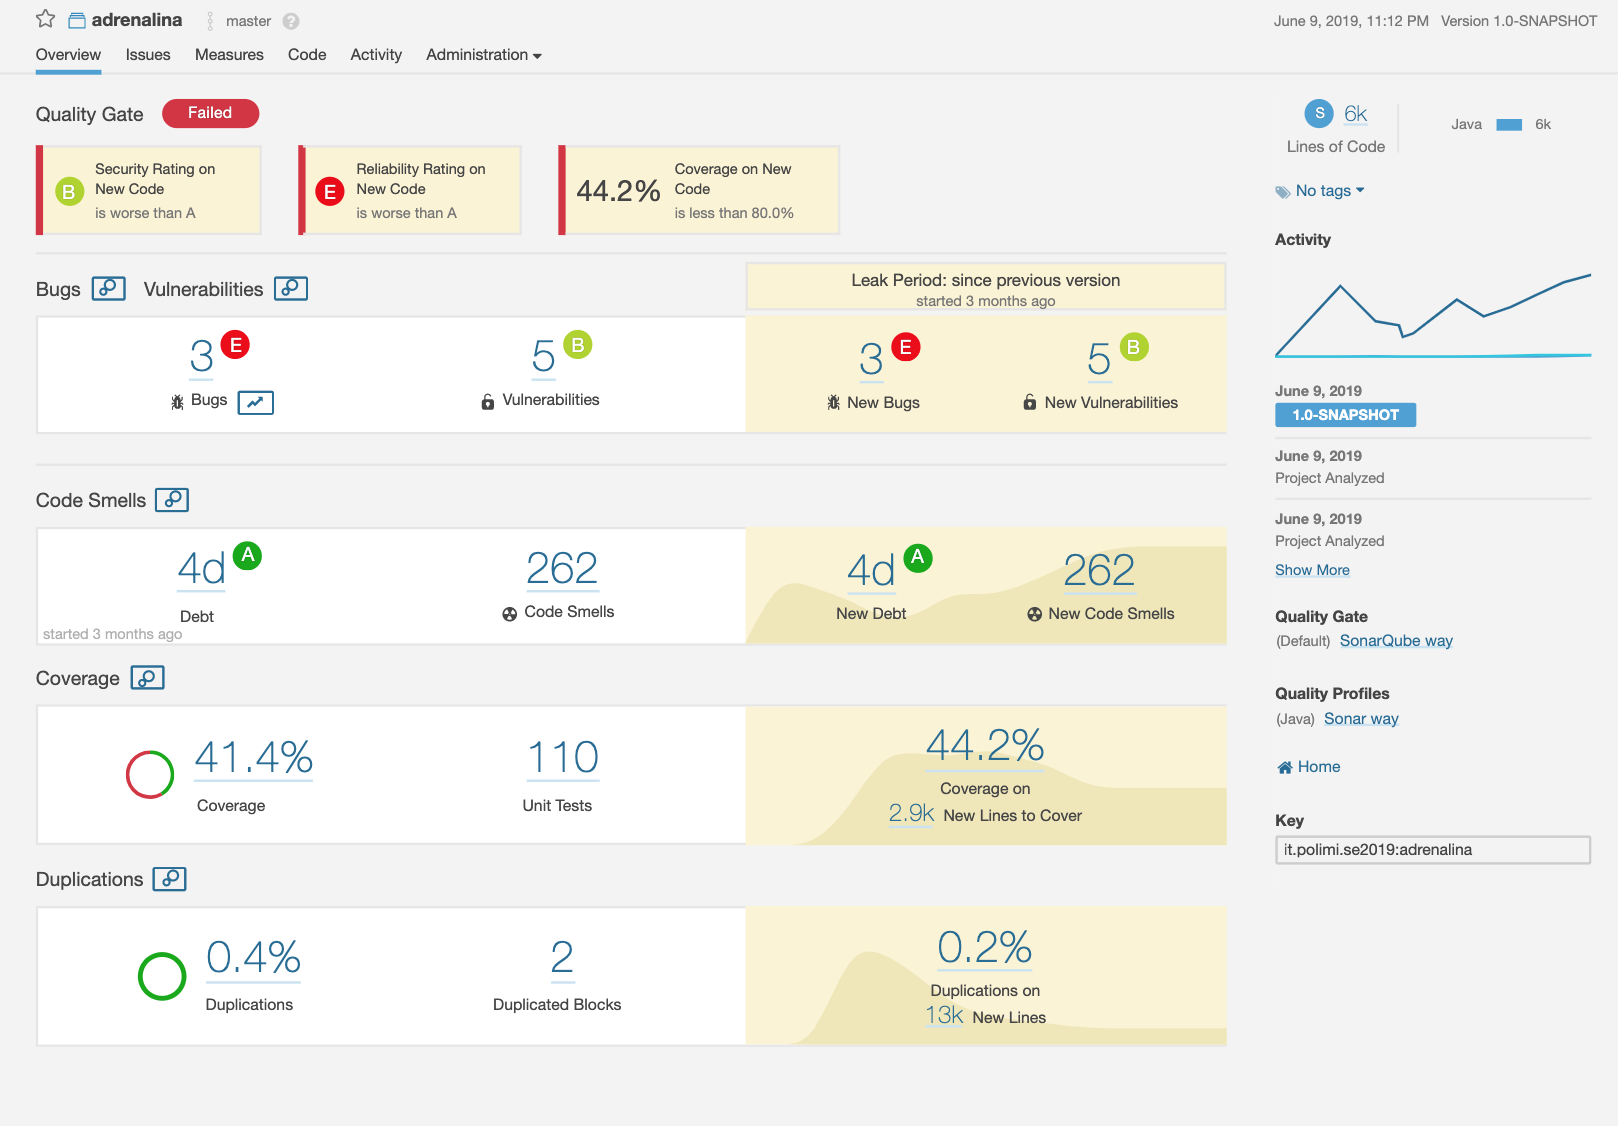 adrenalina master ?
June 9, 2019, 11:12 PM Version 1.0-SNAPSHOT
Overview Issues Measures Code Activity Administration
Quality Gate Failed
B Security Rating on
New Code
is worse than A
E Reliability Rating on
New Code
is worse than A
44.2% Coverage on New
Code
is less than 80.0%
Bugs Vulnerabilities
Leak Period: since previous version
started 3 months ago
3 E
Bugs
5 B
Vulnerabilities
3 E
New Bugs
5 B
New Vulnerabilities
Code Smells
4d A
Debt
started 3 months ago
262
Code Smells
4d A
New Debt
262
New Code Smells
Coverage
41.4%
Coverage
110
Unit Tests
44.2%
Coverage on
2.9k New Lines to Cover
Duplications
0.4%
Duplications
2
Duplicated Blocks
0.2%
Duplications on
13k New Lines
S 6k
Lines of Code
Java 6k
No tags
Activity
June 9, 2019
1.0-SNAPSHOT
June 9, 2019
Project Analyzed
June 9, 2019
Project Analyzed
Show More
Quality Gate
(Default) SonarQube way
Quality Profiles
(Java) Sonar way
Home
Key
it.polimi.se2019:adrenalina